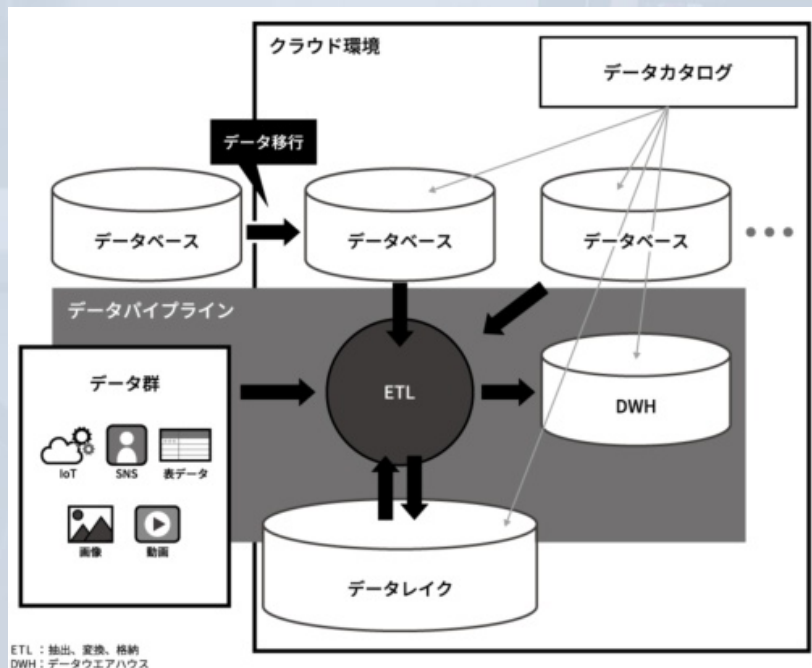 クラウド環境
データカタログ
データ移行
データベース
データベース
データベース
データパイプライン
データ群
ETL
DWH
IoT
SNS
表データ
画像
動画
データレイク
ETL：抽出、変換、格納
DWH：データウエアハウス